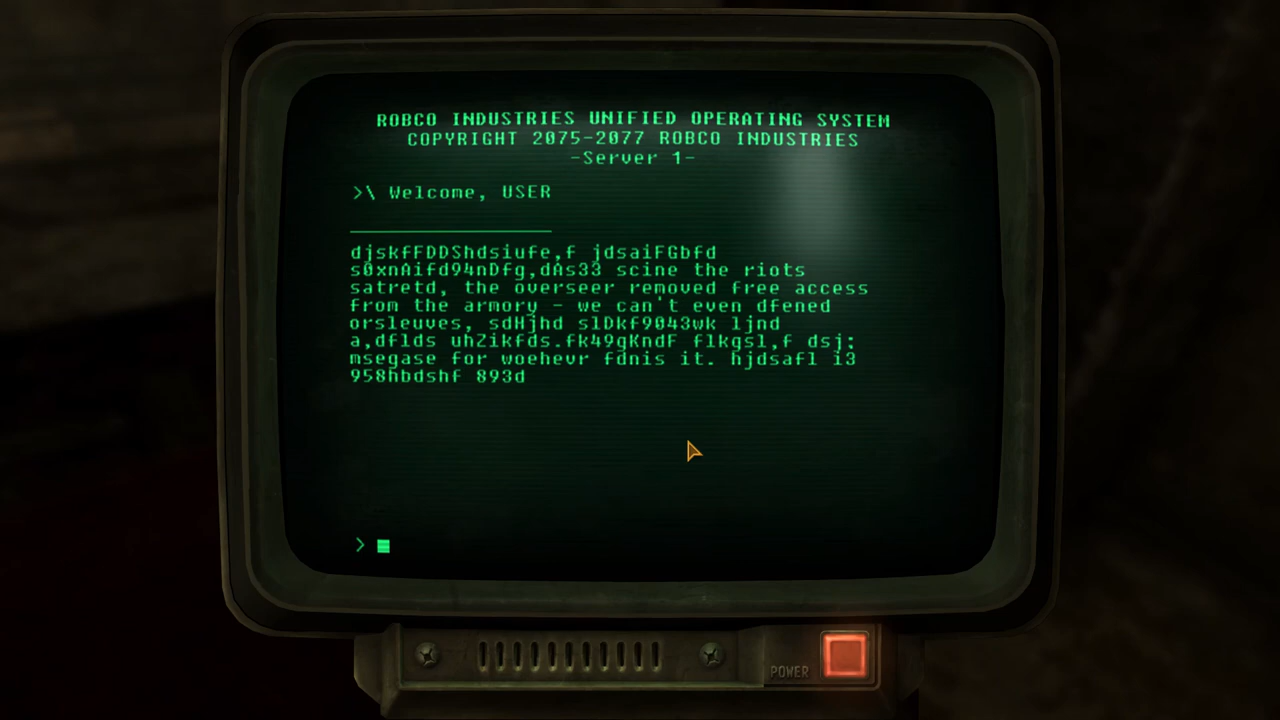 ROBCO INDUSTRIES UNIFIED OPERATING SYSTEM
COPYRIGHT 2075-2077 ROBCO INDUSTRIES
-Server 1-
>\ Welcome, USER
djskfFDDShdsiufe,f jdsaiFGbfd
s0xnAifd94nDfg,dAs33 scine the riots
satretd, the overseer removed free access
from the armory - we can't even dfened
orsleuves, sdHjhd slDkf9043wk ljnd
a,dflds uhZikfds.fk49gKndF flkgsl,f dsj;
msegase for woehevr fdnis it. hjdsafl i3
958hbdshf 893d
>
POWER